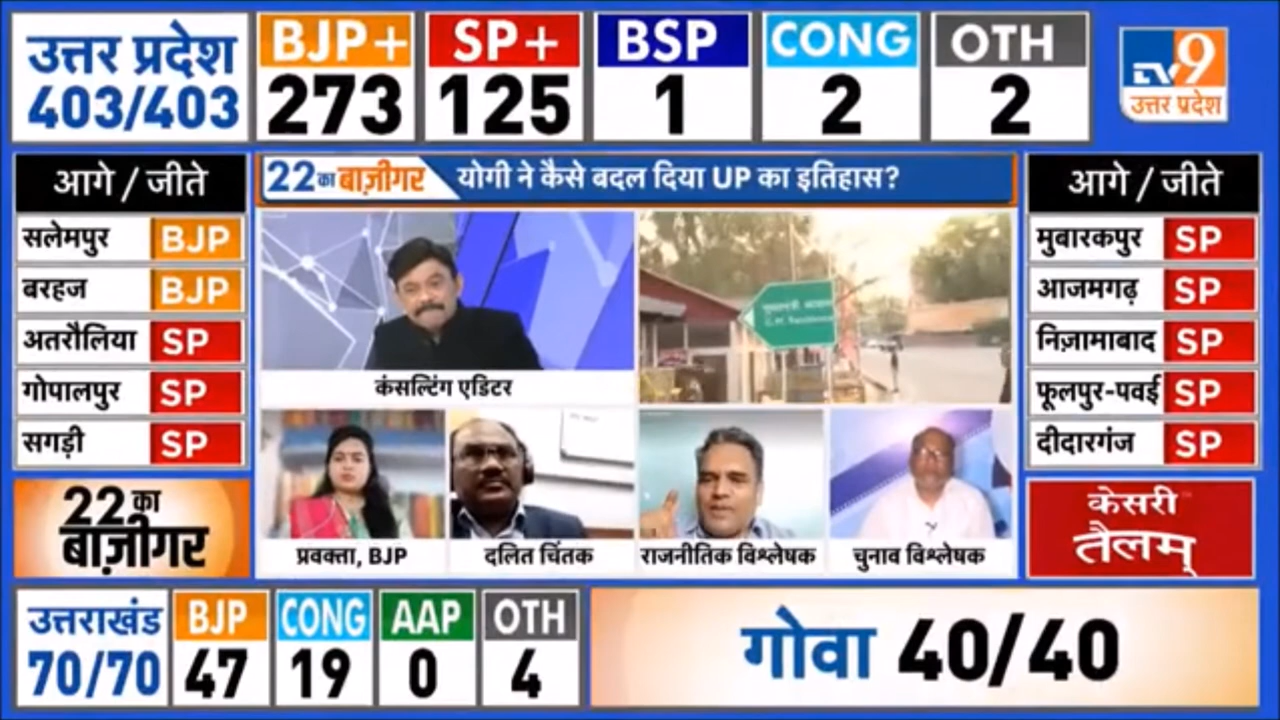 उत्तर प्रदेश
403/403
BJP+
273
SP+
125
BSP
1
CONG
2
OTH
2
TV9
उत्तर प्रदेश
आगे / जीते
सलेमपुर BJP
बरहज BJP
अतरौलिया SP
गोपालपुर SP
सगड़ी SP
22 का बाज़ीगर योगी ने कैसे बदल दिया UP का इतिहास?
कंसल्टिंग एडिटर
प्रवक्ता, BJP
दलित चिंतक
राजनीतिक विश्लेषक
चुनाव विश्लेषक
आगे / जीते
मुबारकपुर SP
आजमगढ़ SP
निज़ामाबाद SP
फूलपुर-पवई SP
दीदारगंज SP
22 का
बाज़ीगर
केसरी
तैलम्
उत्तराखंड
70/70
BJP
47
CONG
19
AAP
0
OTH
4
गोवा 40/40